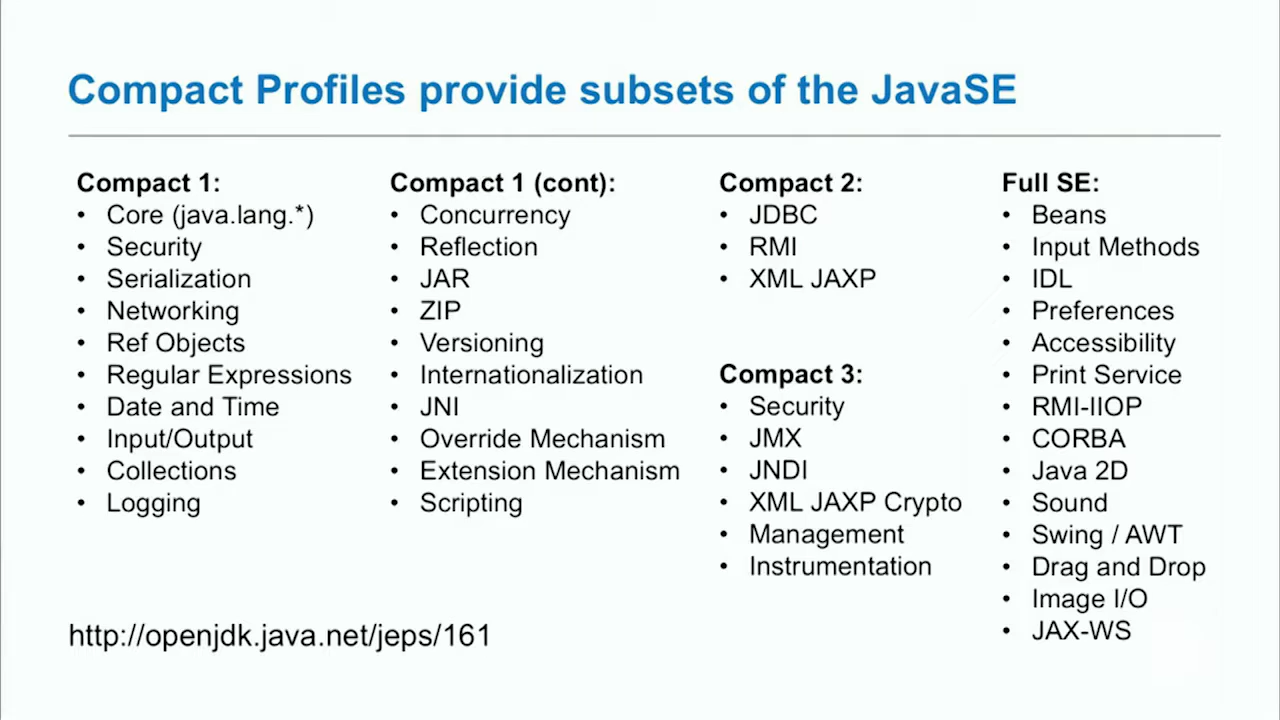 Compact Profiles provide subsets of the JavaSE
Compact 1:
• Core (java.lang.*)
• Security
• Serialization
• Networking
• Ref Objects
• Regular Expressions
• Date and Time
• Input/Output
• Collections
• Logging
Compact 1 (cont):
• Concurrency
• Reflection
• JAR
• ZIP
• Versioning
• Internationalization
• JNI
• Override Mechanism
• Extension Mechanism
• Scripting
Compact 2:
• JDBC
• RMI
• XML JAXP
Compact 3:
• Security
• JMX
• JNDI
• XML JAXP Crypto
• Management
• Instrumentation
Full SE:
• Beans
• Input Methods
• IDL
• Preferences
• Accessibility
• Print Service
• RMI-IIOP
• CORBA
• Java 2D
• Sound
• Swing / AWT
• Drag and Drop
• Image I/O
• JAX-WS
http://openjdk.java.net/jeps/161